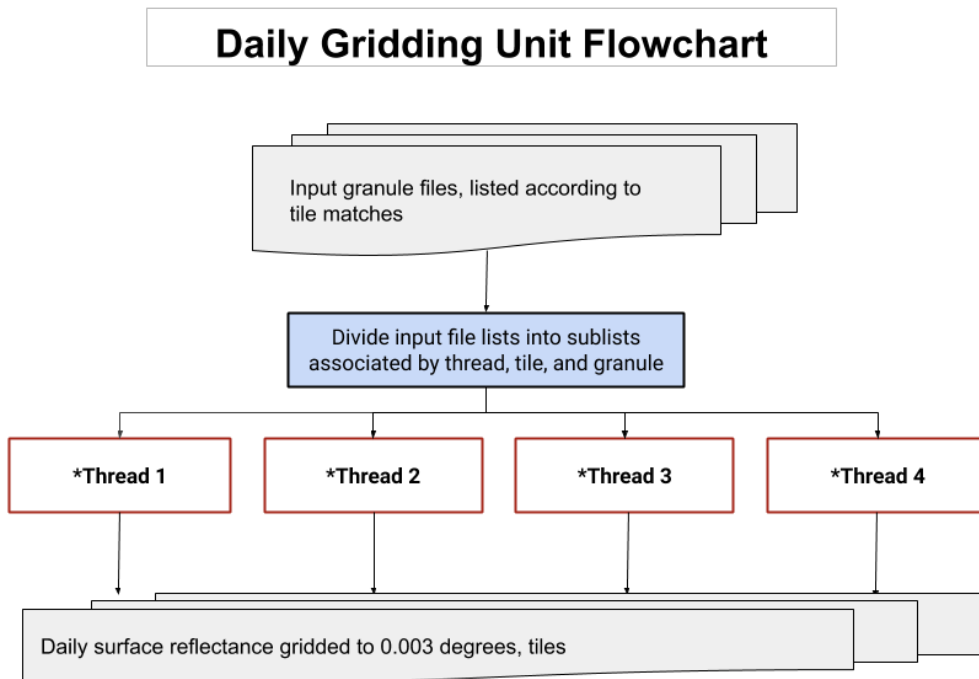 Daily Gridding Unit Flowchart
Input granule files, listed according to
tile matches
Divide input file lists into sublists
associated by thread, tile, and granule
*Thread 1
*Thread 2
*Thread 3
*Thread 4
Daily surface reflectance gridded to 0.003 degrees, tiles